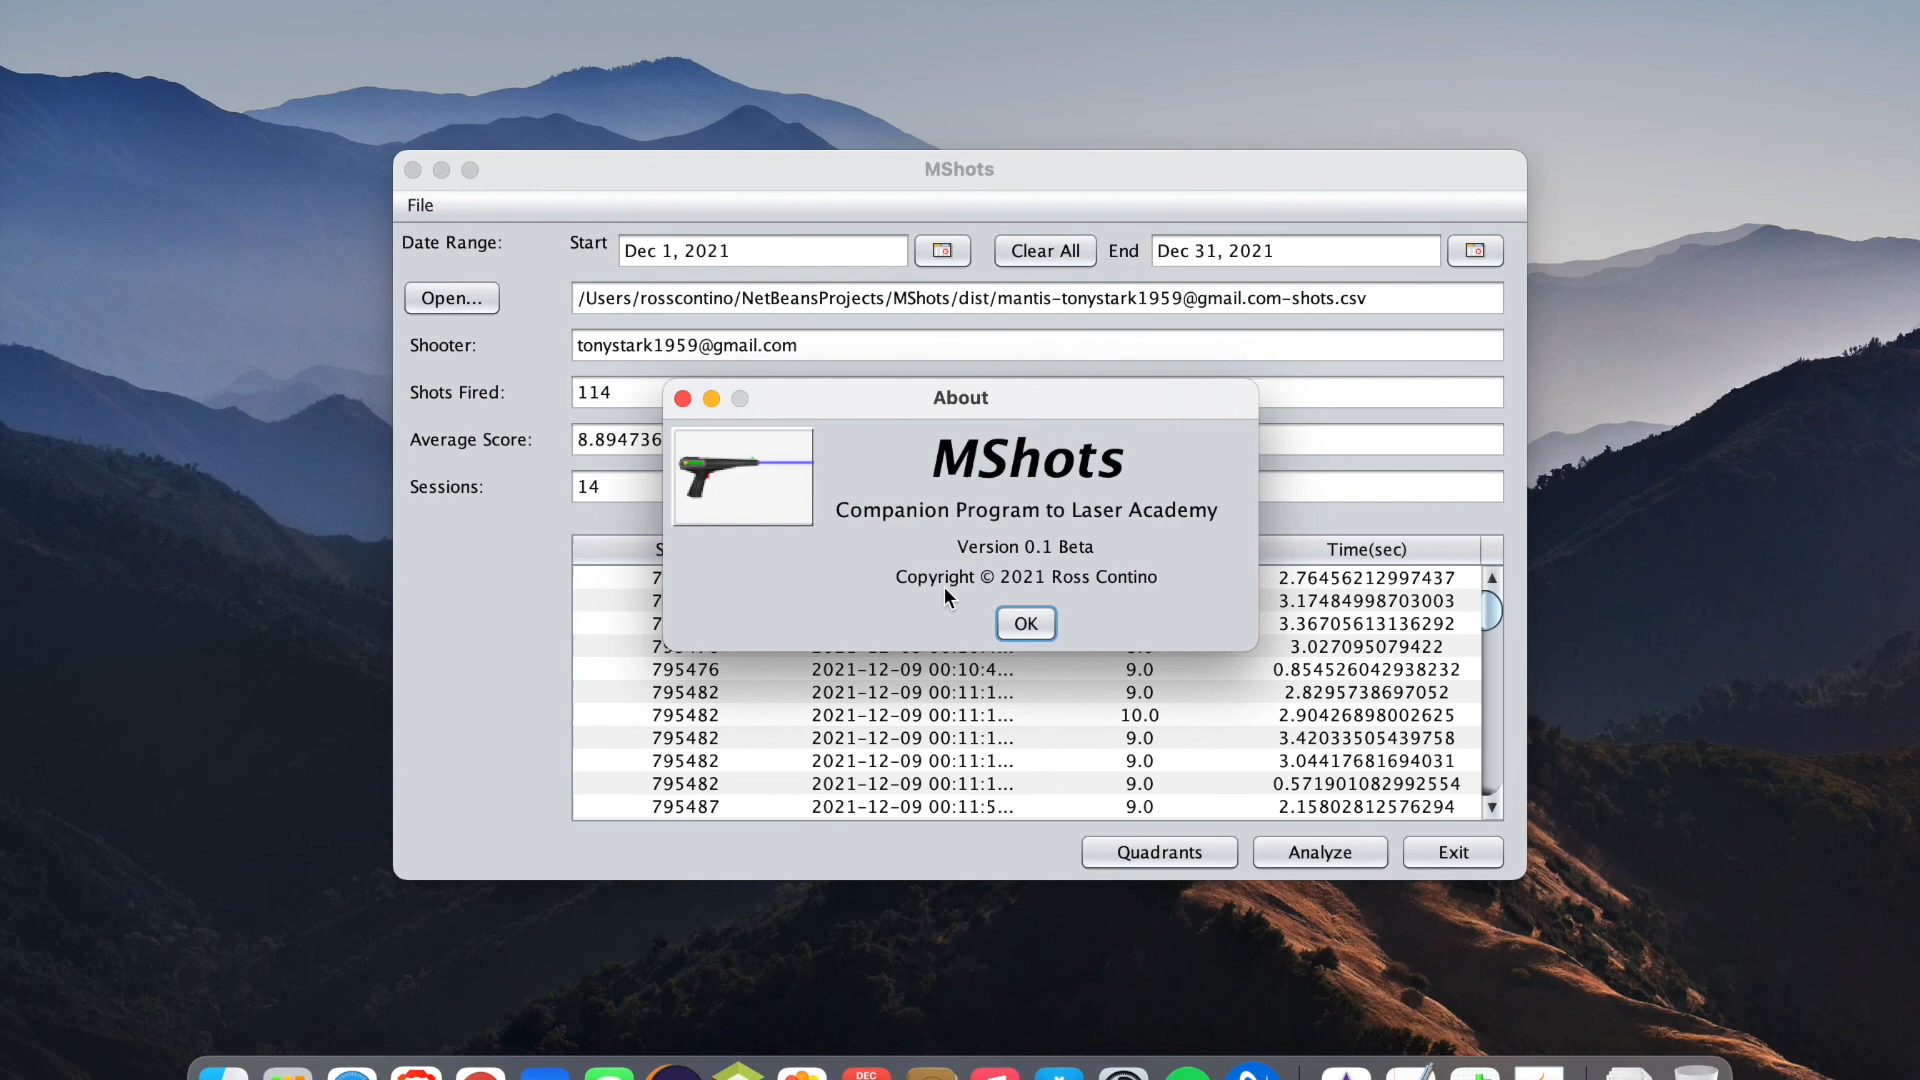 MShots
File
Date Range: Start Dec 1, 2021 Clear All End Dec 31, 2021
Open... /Users/rosscontino/NetBeansProjects/MShots/dist/mantis-tonystark1959@gmail.com-shots.csv
Shooter: tonystark1959@gmail.com
Shots Fired: 114
Average Score: 8.894736
Sessions: 14
About
MShots
Companion Program to Laser Academy
Version 0.1 Beta
Copyright © 2021 Ross Contino
OK
S Time(sec)
7 2.76456212997437
7 3.17484998703003
7 3.36705613136292
3.027095079422
795476 2021-12-09 00:10:4... 9.0 0.854526042938232
795482 2021-12-09 00:11:1... 9.0 2.8295738697052
795482 2021-12-09 00:11:1... 10.0 2.90426898002625
795482 2021-12-09 00:11:1... 9.0 3.42033505439758
795482 2021-12-09 00:11:1... 9.0 3.04417681694031
795482 2021-12-09 00:11:1... 9.0 0.571901082992554
795487 2021-12-09 00:11:5... 9.0 2.15802812576294
Quadrants Analyze Exit
DEC